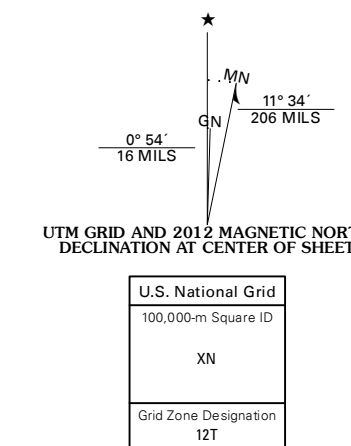 MN
11° 34´
206 MILS
GN
0° 54´
16 MILS
UTM GRID AND 2012 MAGNETIC NORT
DECLINATION AT CENTER OF SHEET
U.S. National Grid
100,000-m Square ID
XN
Grid Zone Designation
12T